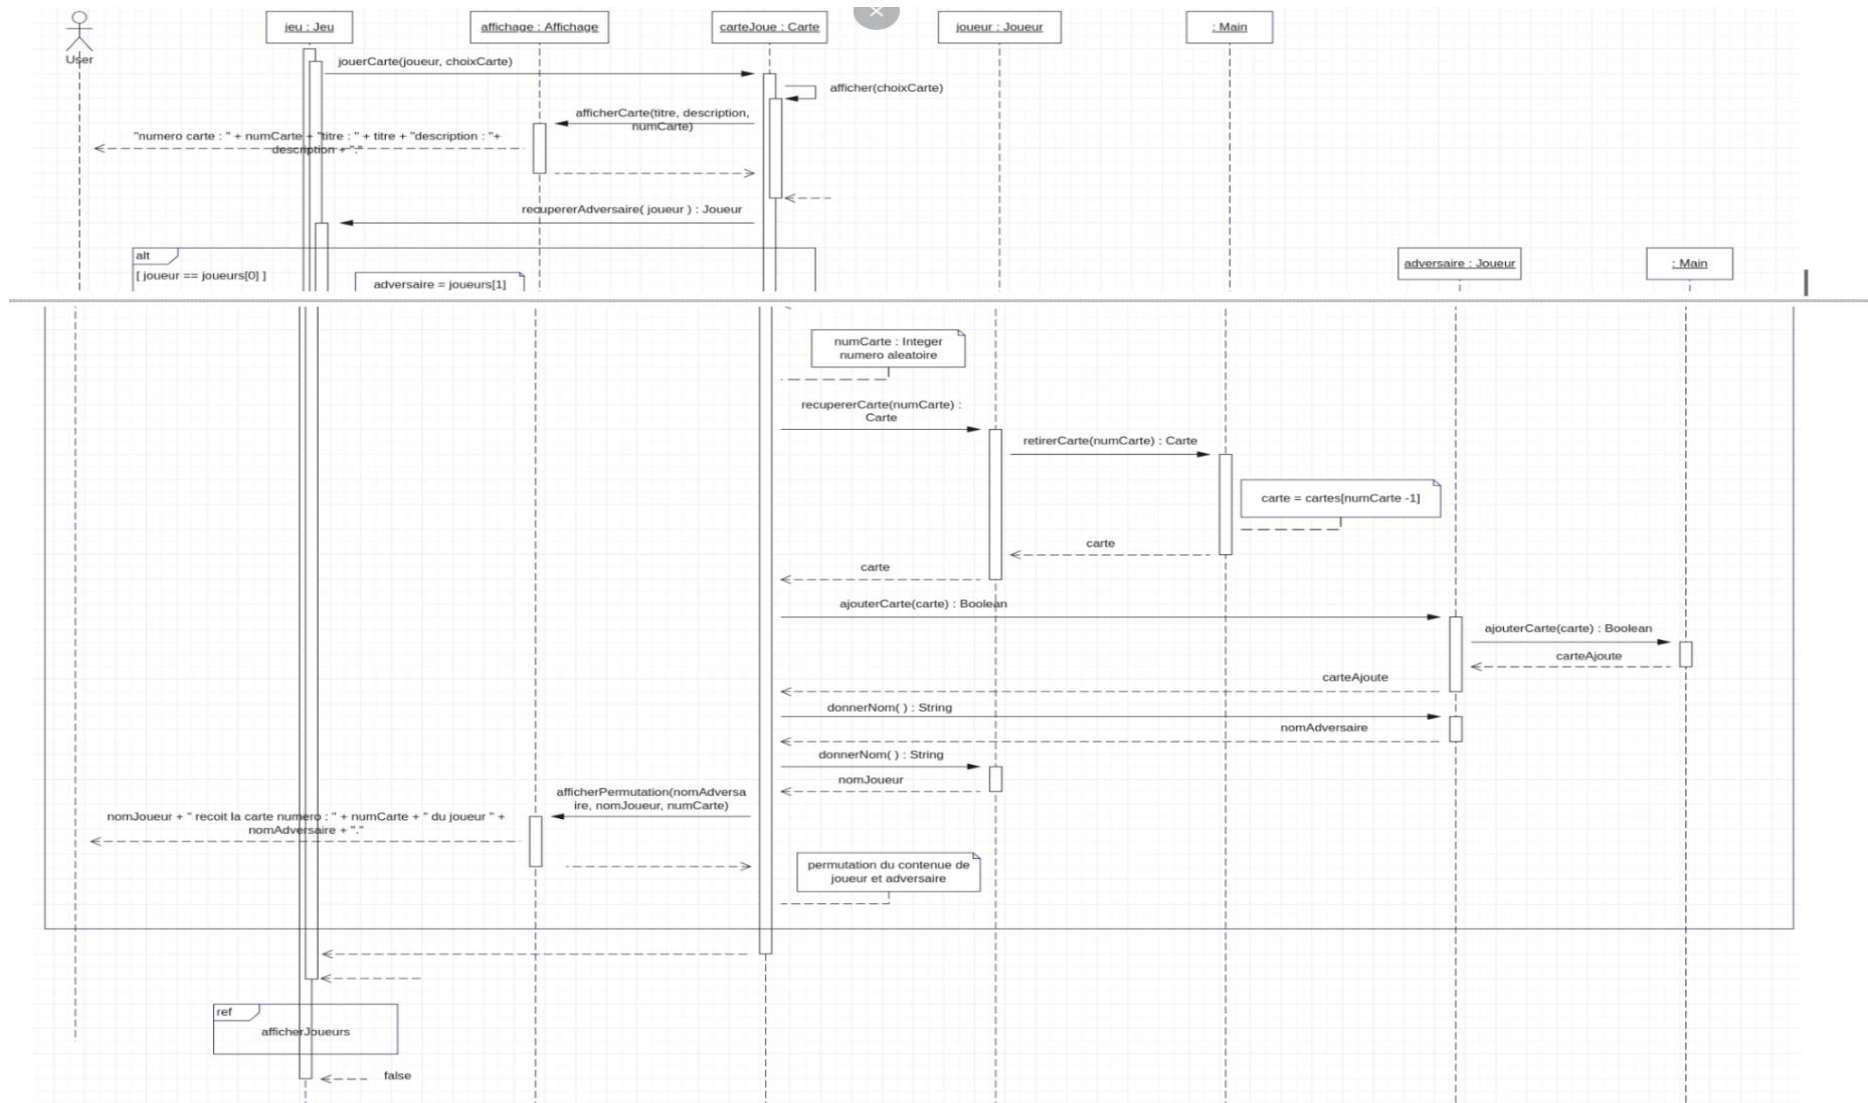 jeu : Jeu
affichage : Affichage
carteJoue : Carte
joueur : Joueur
: Main
User
jouerCarte(joueur, choixCarte)
afficher(choixCarte)
afficherCarte(titre, description,
numCarte)
"numero carte : " + numCarte + "titre : " + titre + "description : "+
description + "."
recupererAdversaire( joueur ) : Joueur
alt
[ joueur == joueurs[0] ]
adversaire = joueurs[1]
adversaire : Joueur
: Main
numCarte : Integer
numero aleatoire
recupererCarte(numCarte) :
Carte
retirerCarte(numCarte) : Carte
carte = cartes[numCarte -1]
carte
carte
ajouterCarte(carte) : Boolean
ajouterCarte(carte) : Boolean
carteAjoute
carteAjoute
donnerNom( ) : String
nomAdversaire
donnerNom( ) : String
nomJoueur
afficherPermutation(nomAdversa
ire, nomJoueur, numCarte)
nomJoueur + " recoit la carte numero : " + numCarte + " du joueur " +
nomAdversaire + "."
permutation du contenue de
joueur et adversaire
ref
afficherJoueurs
false